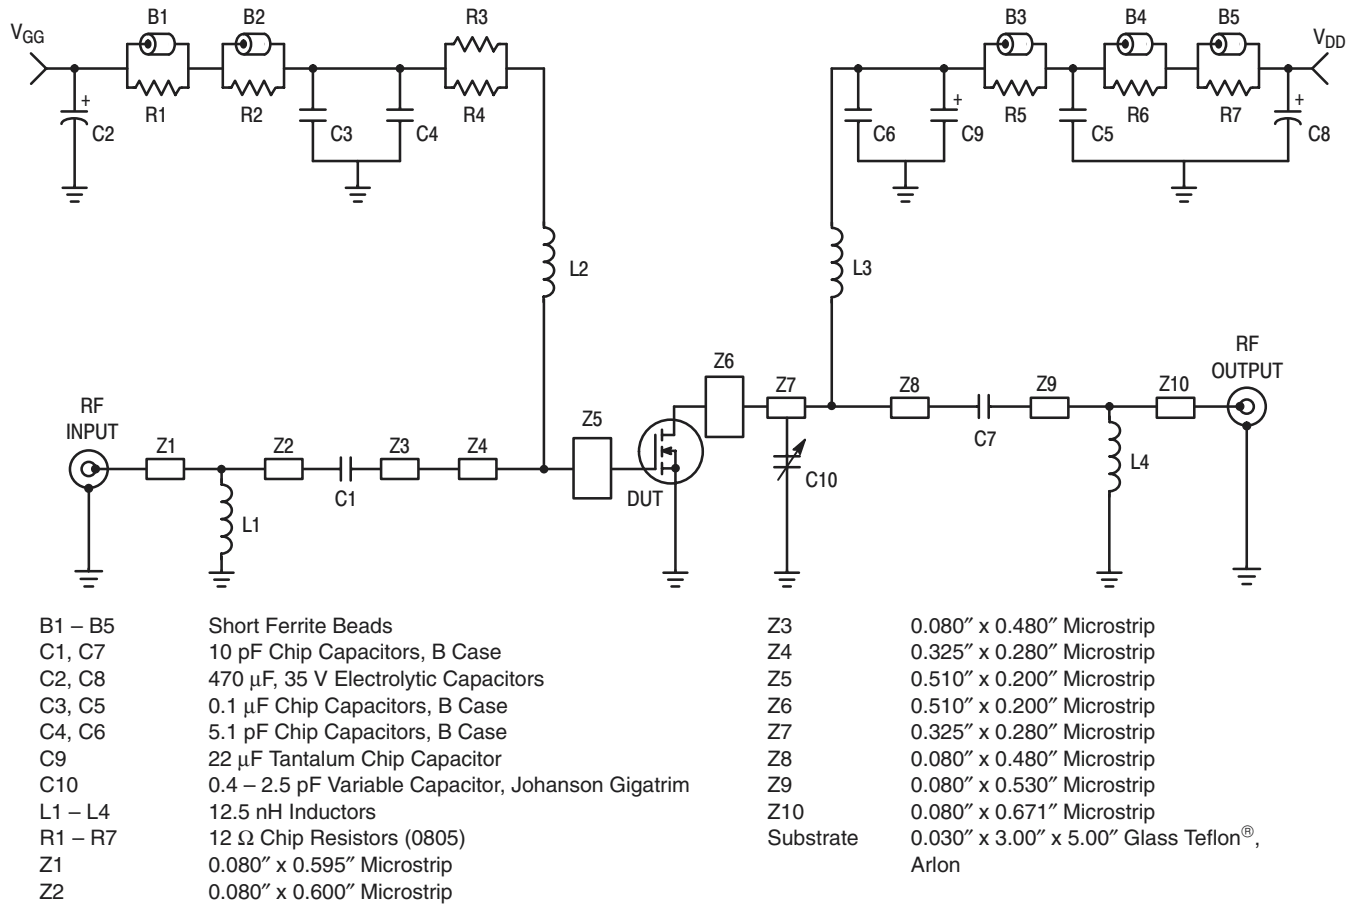 B1
B2
R3
B3
B4
B5
VGG
VDD
+
R1
R2
R4
C2
C3
C4
+
R5
R6
R7
+
C6
C9
C5
C8
L2
L3
Z6
RF
OUTPUT
Z7
Z8
Z9
Z10
RF
INPUT
Z5
Z1
Z2
Z3
Z4
C7
L4
C1
DUT
C10
L1
B1 – B5 Short Ferrite Beads
C1, C7 10 pF Chip Capacitors, B Case
C2, C8 470 μF, 35 V Electrolytic Capacitors
C3, C5 0.1 μF Chip Capacitors, B Case
C4, C6 5.1 pF Chip Capacitors, B Case
C9 22 μF Tantalum Chip Capacitor
C10 0.4 – 2.5 pF Variable Capacitor, Johanson Gigatrim
L1 – L4 12.5 nH Inductors
R1 – R7 12 Ω Chip Resistors (0805)
Z1 0.080″ x 0.595″ Microstrip
Z2 0.080″ x 0.600″ Microstrip
Z3 0.080″ x 0.480″ Microstrip
Z4 0.325″ x 0.280″ Microstrip
Z5 0.510″ x 0.200″ Microstrip
Z6 0.510″ x 0.200″ Microstrip
Z7 0.325″ x 0.280″ Microstrip
Z8 0.080″ x 0.480″ Microstrip
Z9 0.080″ x 0.530″ Microstrip
Z10 0.080″ x 0.671″ Microstrip
Substrate 0.030″ x 3.00″ x 5.00″ Glass Teflon®,
Arlon